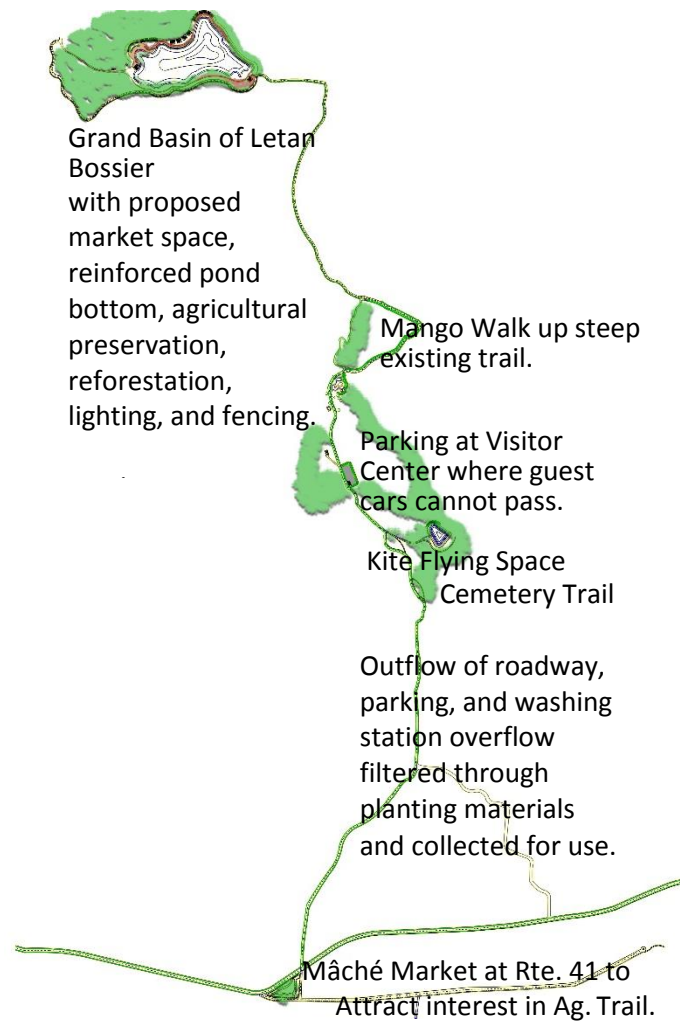 Grand Basin of Letan
Bossier
with proposed
market space,
reinforced pond
bottom, agricultural
preservation,
reforestation,
lighting, and fencing.
Mango Walk up steep
existing trail.
Parking at Visitor
Center where guest
cars cannot pass.
Kite Flying Space
Cemetery Trail
Outflow of roadway,
parking, and washing
station overflow
filtered through
planting materials
and collected for use.
Mâché Market at Rte. 41 to
Attract interest in Ag. Trail.